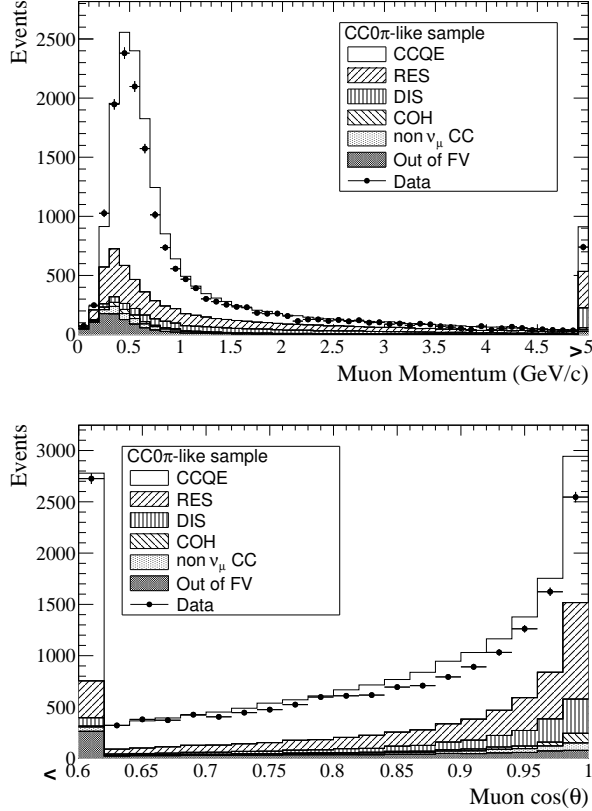 Events
2500
2000
1500
1000
500
0
CC0π-like sample
CCQE
RES
DIS
COH
non νμ CC
Out of FV
Data
0 0.5 1 1.5 2 2.5 3 3.5 4 4.5 5
>
Muon Momentum (GeV/c)
Events
3000
2500
2000
1500
1000
500
0
CC0π-like sample
CCQE
RES
DIS
COH
non νμ CC
Out of FV
Data
0.6 0.65 0.7 0.75 0.8 0.85 0.9 0.95 1
<
Muon cos(θ)